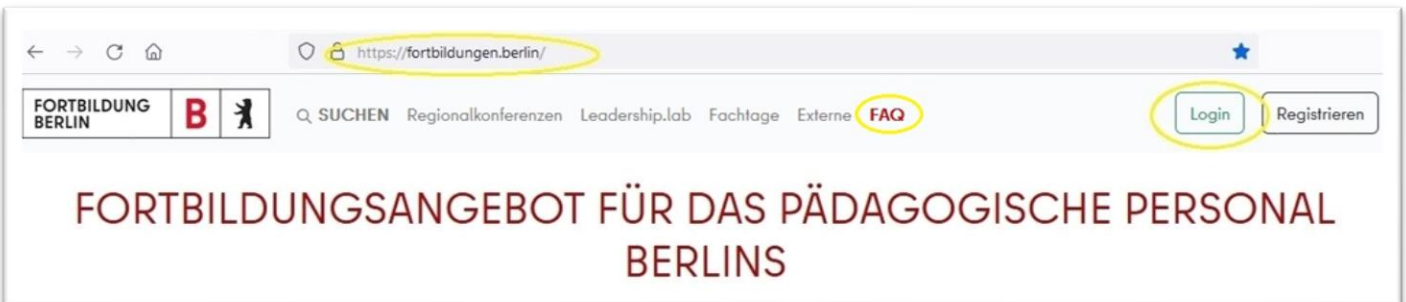 https://fortbildungen.berlin/
FORTBILDUNG
BERLIN
B
SUCHEN Regionalkonferenzen Leadership.lab Fachtage Externe FAQ Login Registrieren
FORTBILDUNGSANGEBOT FÜR DAS PÄDAGOGISCHE PERSONAL
BERLINS